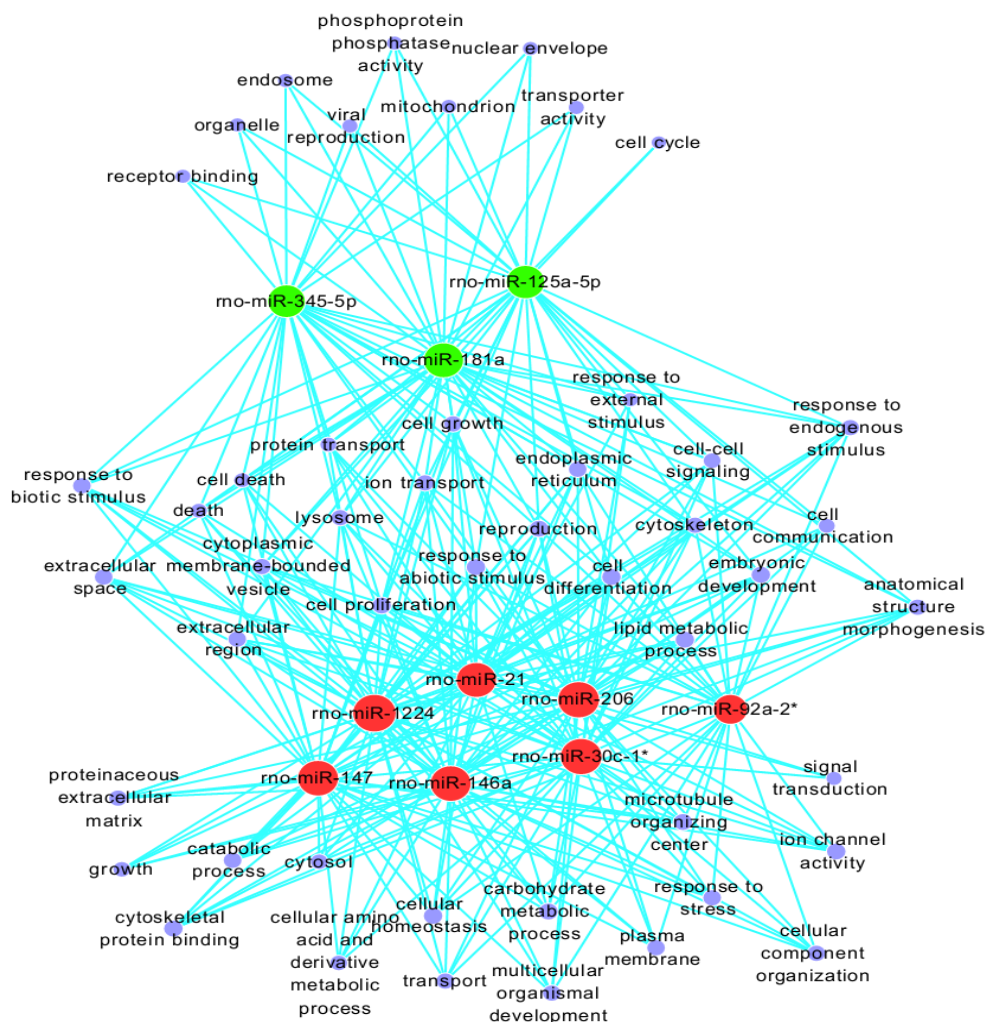 phosphoprotein
phosphatase
activity
nuclear envelope
endosome
mitochondrion
transporter
activity
organelle
viral
reproduction
cell cycle
receptor binding
rno-miR-125a-5p
rno-miR-345-5p
rno-miR-181a
response to
external
stimulus
response to
endogenous
stimulus
cell growth
protein transport
cell-cell
signaling
endoplasmic
reticulum
response to
biotic stimulus
cell death
ion transport
death
lysosome
reproduction
cytoskeleton
cell
communication
cytoplasmic
membrane-bounded
vesicle
extracellular
space
response to
abiotic stimulus
cell
differentiation
embryonic
development
anatomical
structure
morphogenesis
cell proliferation
extracellular
region
lipid metabolic
process
rno-miR-21
rno-miR-206
rno-miR-1224
rno-miR-92a-2*
rno-miR-30c-1*
rno-miR-147
rno-miR-146a
proteinaceous
extracellular
matrix
signal
transduction
microtubule
organizing
center
ion channel
activity
growth
catabolic
process
cytosol
response to
stress
carbohydrate
metabolic
process
cellular
homeostasis
cytoskeletal
protein binding
cellular amino
acid and
derivative
metabolic
process
plasma
membrane
cellular
component
organization
transport
multicellular
organismal
development